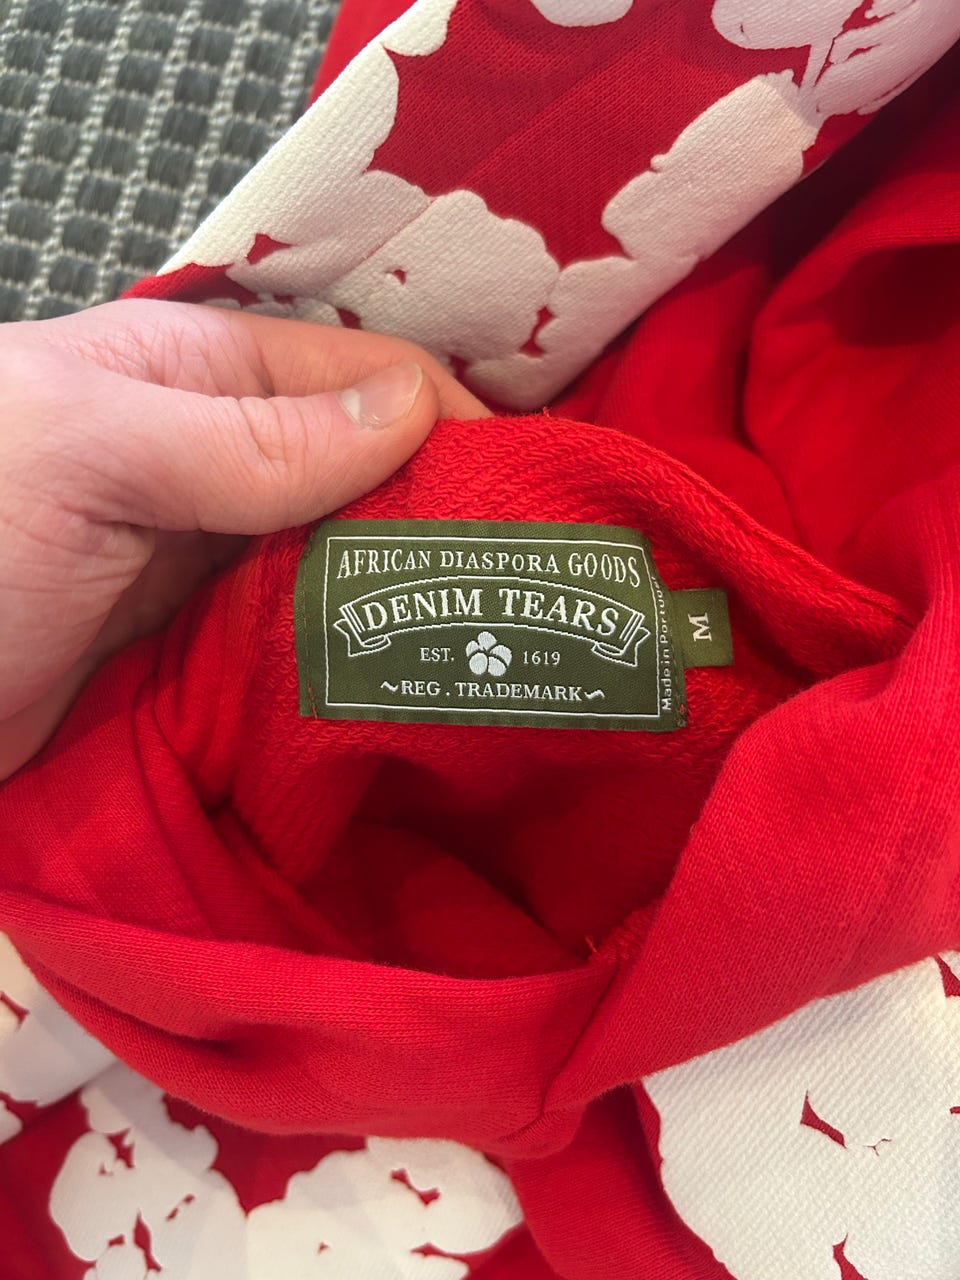 AFRICAN DIASPORA GOODS
DENIM TEARS
EST. 1619
~REG. TRADEMARK~
Made in Portugal
M